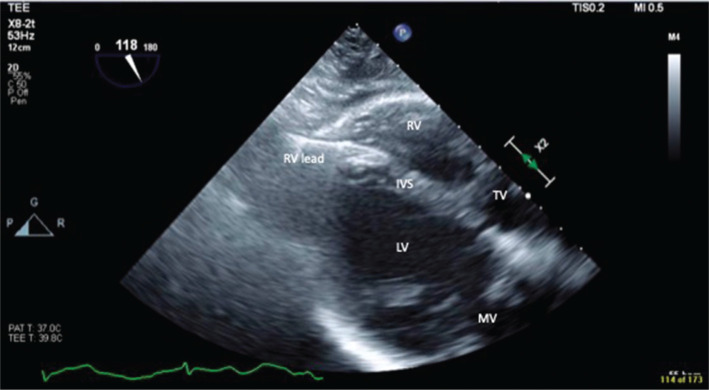 TEE
X8-2t
53Hz
12cm
2D
55%
C 50
P Off
Pen
TIS0.2 MI 0.5
M4
0 118 180
P
X2
RV
RV lead
IVS
TV
LV
MV
G
P R
PAT T: 37.0C
TEE T: 39.8C
114 of 173